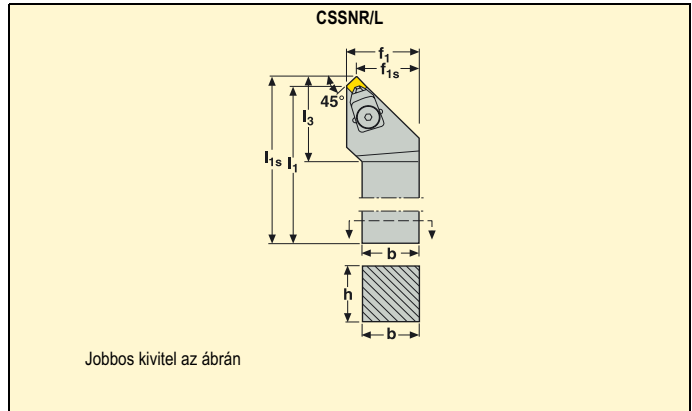 CSSNR/L
f1
f1s
45°
l3
l1s l1
b
h
b
Jobbos kivitel az ábrán